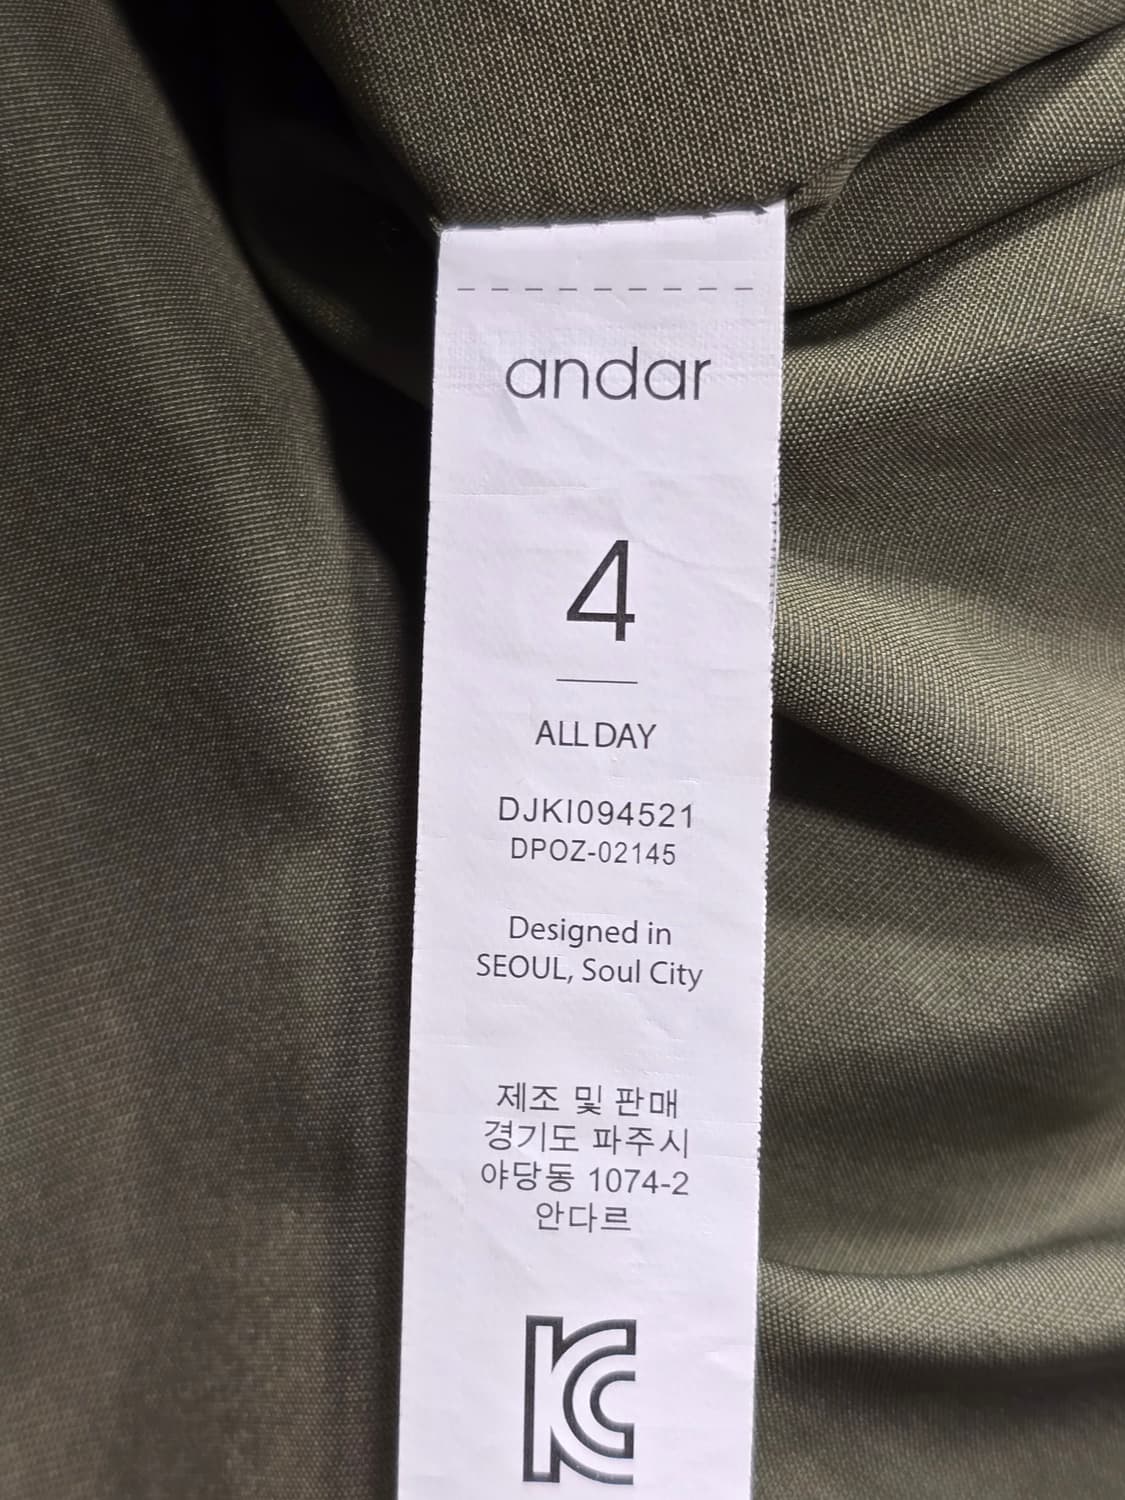 andar
4
ALL DAY
DJKI094521
DPOZ-02145
Designed in
SEOUL, Soul City
제조 및 판매
경기도 파주시
야당동 1074-2
안다르
KC